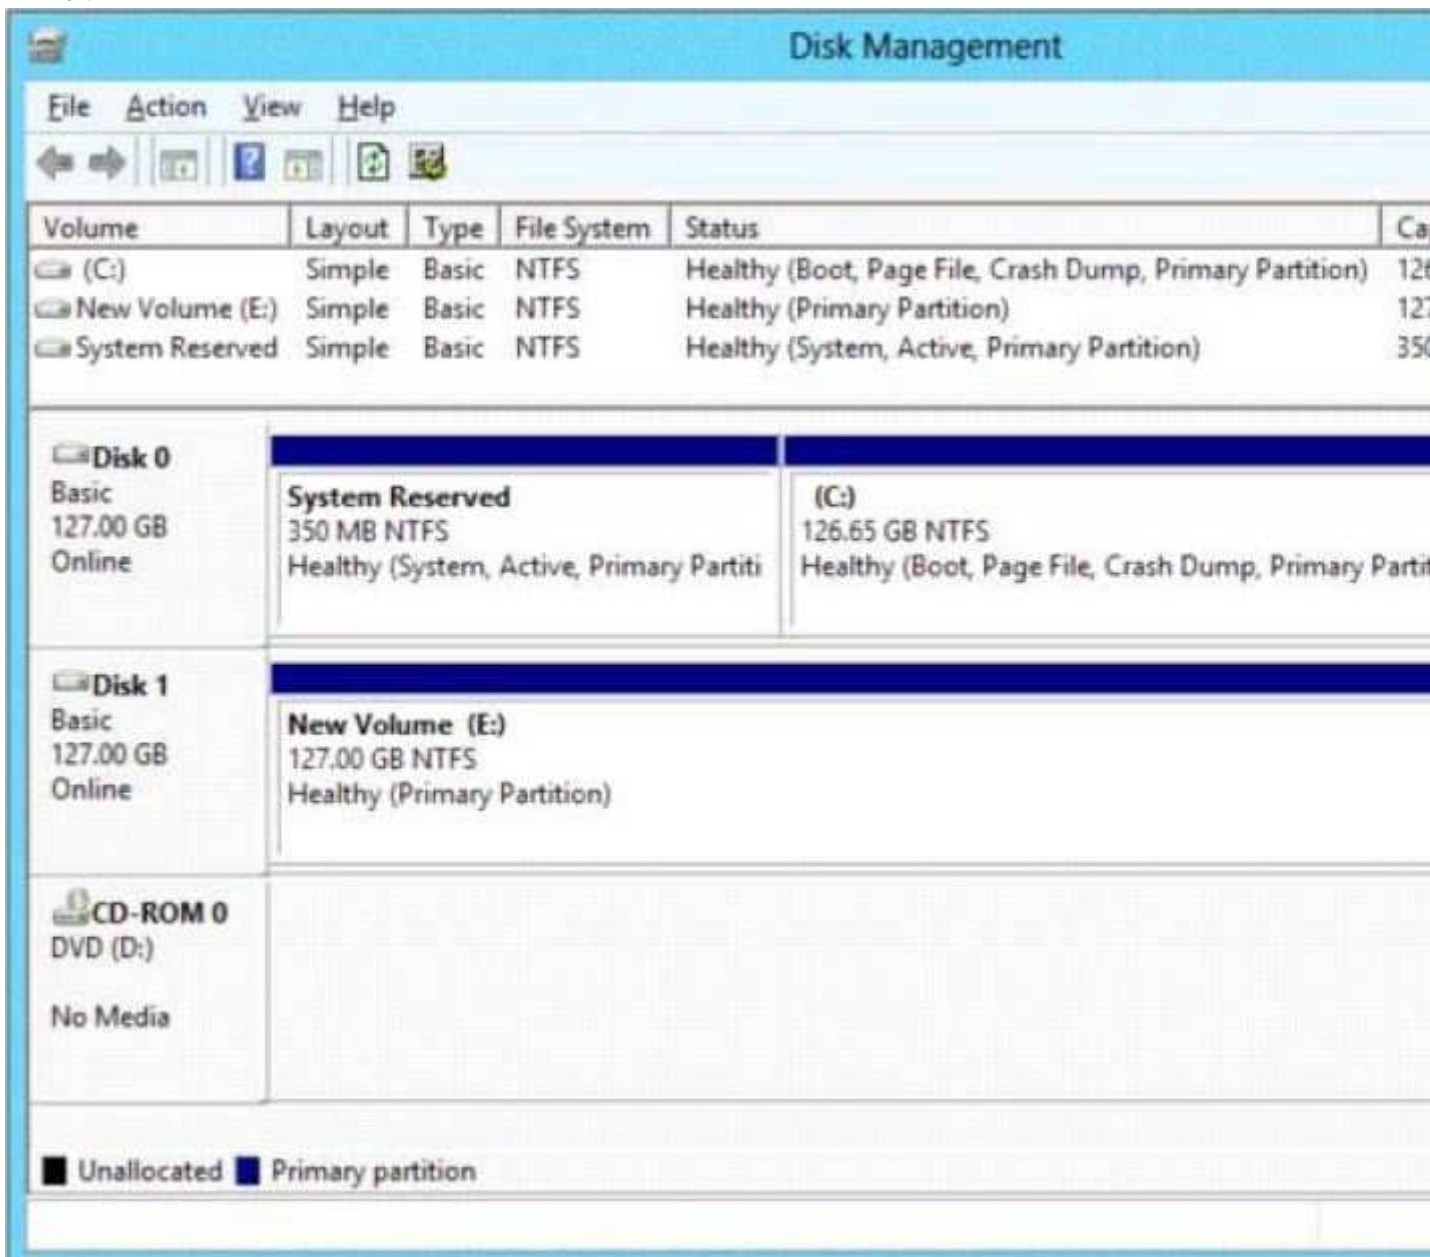 Disk Management
File Action View Help
Volume Layout Type File System Status
(C:) Simple Basic NTFS Healthy (Boot, Page File, Crash Dump, Primary Partition) 126
New Volume (E:) Simple Basic NTFS Healthy (Primary Partition) 127
System Reserved Simple Basic NTFS Healthy (System, Active, Primary Partition) 350
Disk 0
Basic
127.00 GB
Online
System Reserved
350 MB NTFS
Healthy (System, Active, Primary Partiti
(C:)
126.65 GB NTFS
Healthy (Boot, Page File, Crash Dump, Primary Partit
Disk 1
Basic
127.00 GB
Online
New Volume (E:)
127.00 GB NTFS
Healthy (Primary Partition)
CD-ROM 0
DVD (D:)
No Media
Unallocated Primary partition